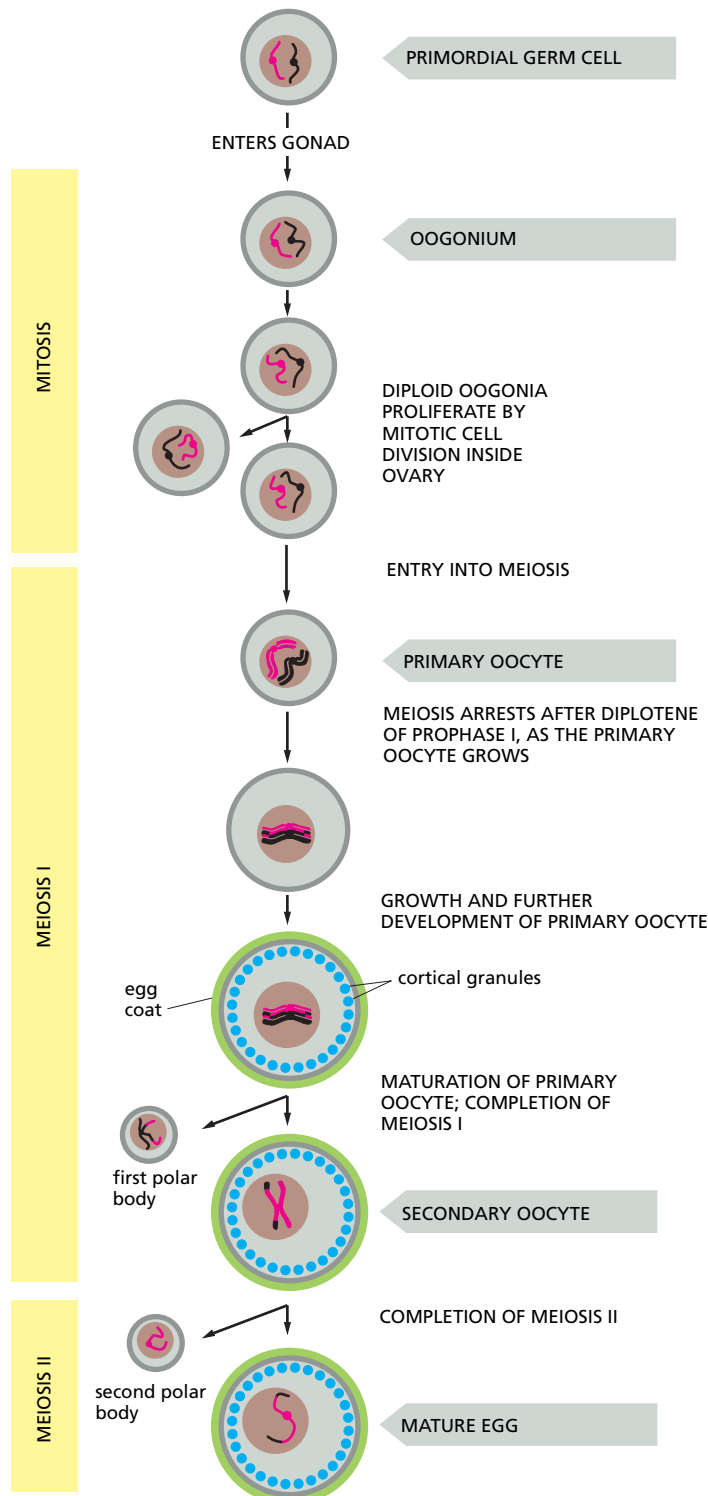 PRIMORDIAL GERM CELL
ENTERS GONAD
MITOSIS
OOGONIUM
DIPLOID OOGONIA
PROLIFERATE BY
MITOTIC CELL
DIVISION INSIDE
OVARY
ENTRY INTO MEIOSIS
MEIOSIS I
PRIMARY OOCYTE
MEIOSIS ARRESTS AFTER DIPLOTENE
OF PROPHASE I, AS THE PRIMARY
OOCYTE GROWS
GROWTH AND FURTHER
DEVELOPMENT OF PRIMARY OOCYTE
egg
coat
cortical granules
MATURATION OF PRIMARY
OOCYTE; COMPLETION OF
MEIOSIS I
first polar
body
SECONDARY OOCYTE
MEIOSIS II
COMPLETION OF MEIOSIS II
second polar
body
MATURE EGG